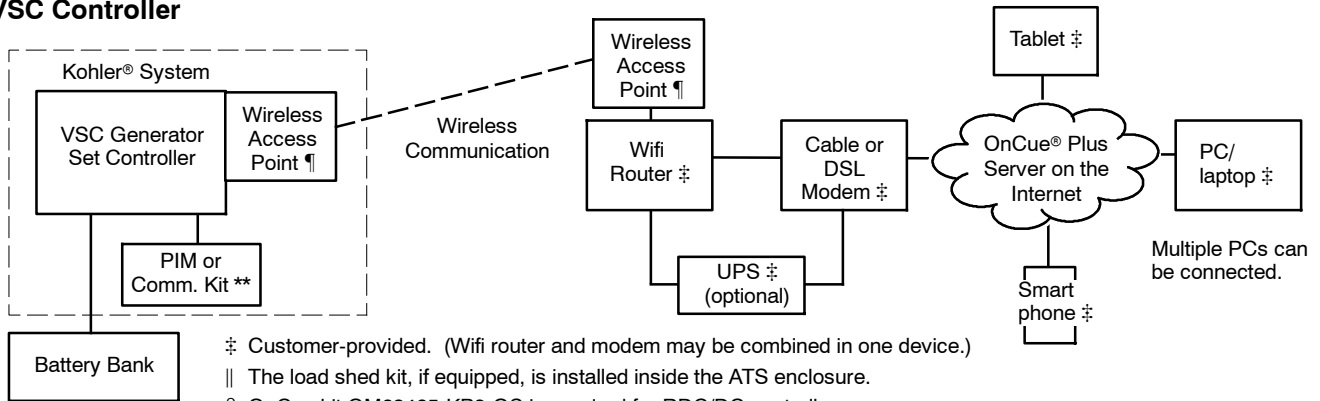 VSC Controller
Kohler® System
VSC Generator
Set Controller
Wireless
Access
Point ¶
PIM or
Comm. Kit **
Battery Bank
Wireless
Communication
Wireless
Access
Point ¶
Wifi
Router ‡
Cable or
DSL
Modem ‡
UPS ‡
(optional)
Tablet ‡
OnCue® Plus
Server on the
Internet
PC/
laptop ‡
Multiple PCs can
be connected.
Smart
phone ‡
‡ Customer-provided. (Wifi router and modem may be combined in one device.)
|| The load shed kit, if equipped, is installed inside the ATS enclosure.